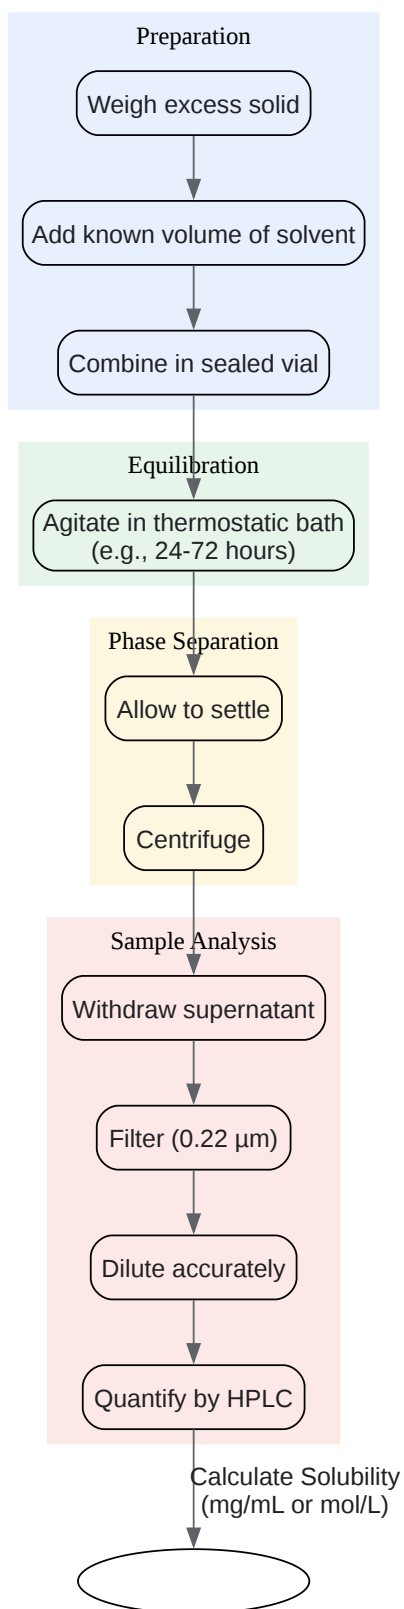 Preparation
Weigh excess solid
Add known volume of solvent
Combine in sealed vial
Equilibration
Agitate in thermostatic bath
(e.g., 24-72 hours)
Phase Separation
Allow to settle
Centrifuge
Sample Analysis
Withdraw supernatant
Filter (0.22 µm)
Dilute accurately
Quantify by HPLC
Calculate Solubility
(mg/mL or mol/L)